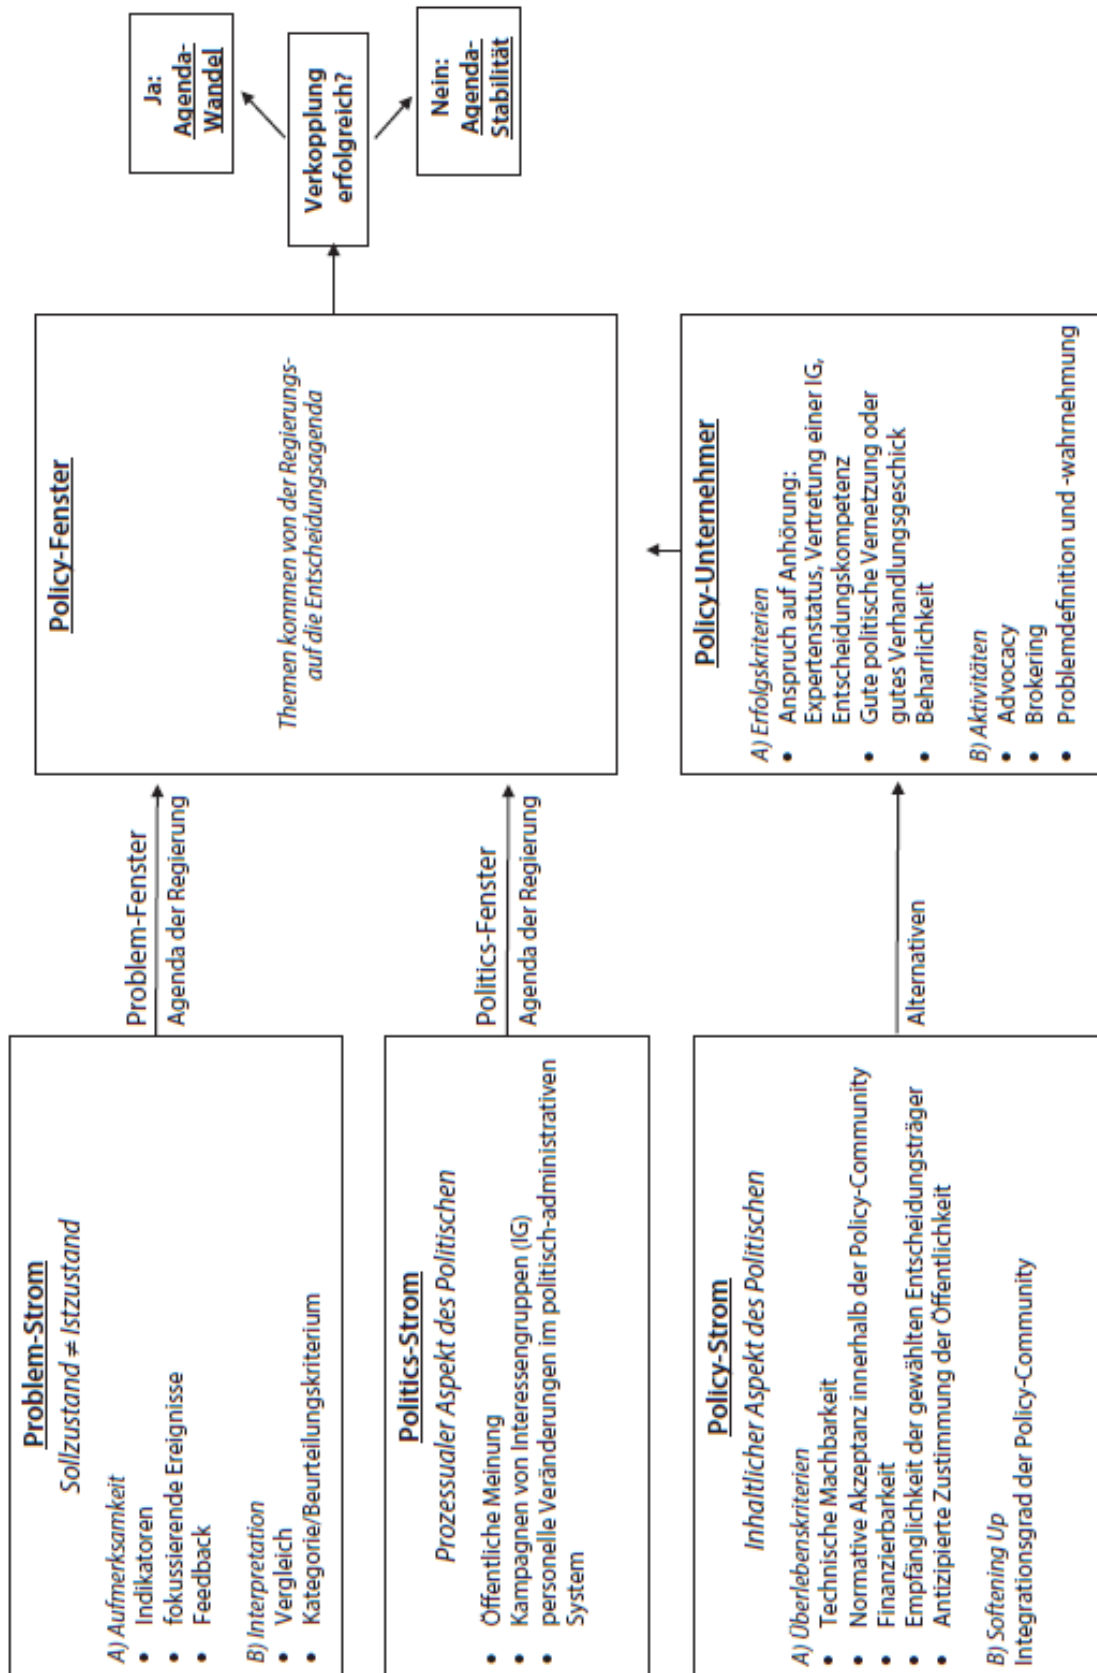 Problem-Strom
Sollzustand ≠ Istzustand
A) Aufmerksamkeit
• Indikatoren
• fokussierende Ereignisse
• Feedback
B) Interpretation
• Vergleich
• Kategorie/Beurteilungskriterium
Problem-Fenster
Agenda der Regierung
Politics-Strom
Prozessualer Aspekt des Politischen
• Öffentliche Meinung
• Kampagnen von Interessengruppen (IG)
• personelle Veränderungen im politisch-administrativen
System
Politics-Fenster
Agenda der Regierung
Policy-Strom
Inhaltlicher Aspekt des Politischen
A) Überlebenskriterien
• Technische Machbarkeit
• Normative Akzeptanz innerhalb der Policy-Community
• Finanzierbarkeit
• Empfänglichkeit der gewählten Entscheidungsträger
• Antizipierte Zustimmung der Öffentlichkeit
B) Softening Up
Integrationsgrad der Policy-Community
Alternativen
Policy-Fenster
Themen kommen von der Regierungs-
auf die Entscheidungsagenda
Policy-Unternehmer
A) Erfolgskriterien
• Anspruch auf Anhörung:
Expertenstatus, Vertretung einer IG,
Entscheidungskompetenz
• Gute politische Vernetzung oder
gutes Verhandlungsgeschick
• Beharrlichkeit
B) Aktivitäten
• Advocacy
• Brokering
• Problemdefinition und -wahrnehmung
Verkopplung
erfolgreich?
Ja:
Agenda-
Wandel
Nein:
Agenda-
Stabilität